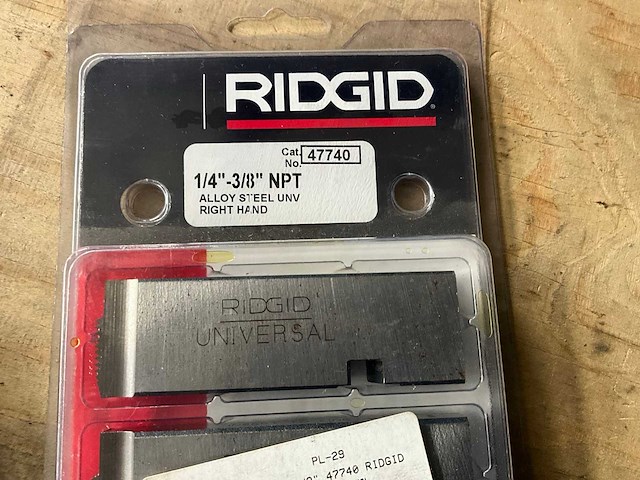 RIDGID
Cat. No. 47740
1/4"-3/8" NPT
ALLOY STEEL UNV
RIGHT HAND
RIDGID
UNIVERSAL
PL-29
47740 RIDGID